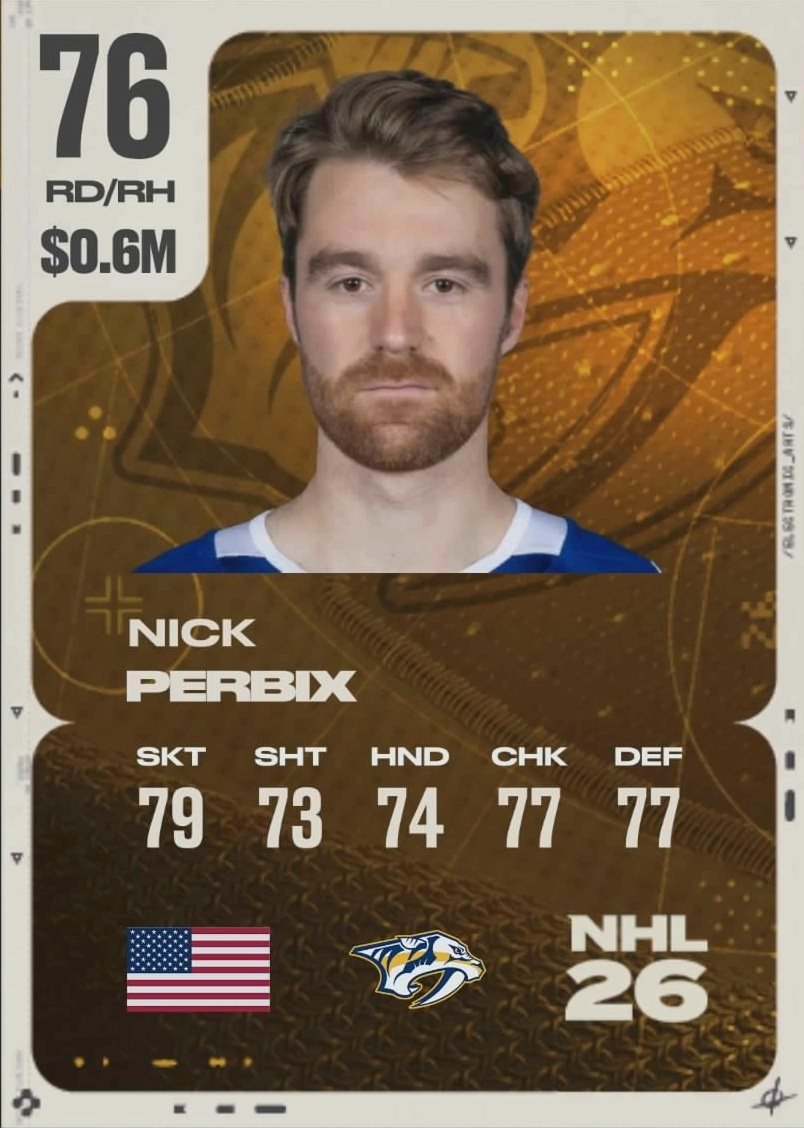 76
RD/RH
$0.6M
/ELECTRONIC_ARTS/
NICK
PERBIX
SKT SHT HND CHK DEF
79 73 74 77 77
NHL
26